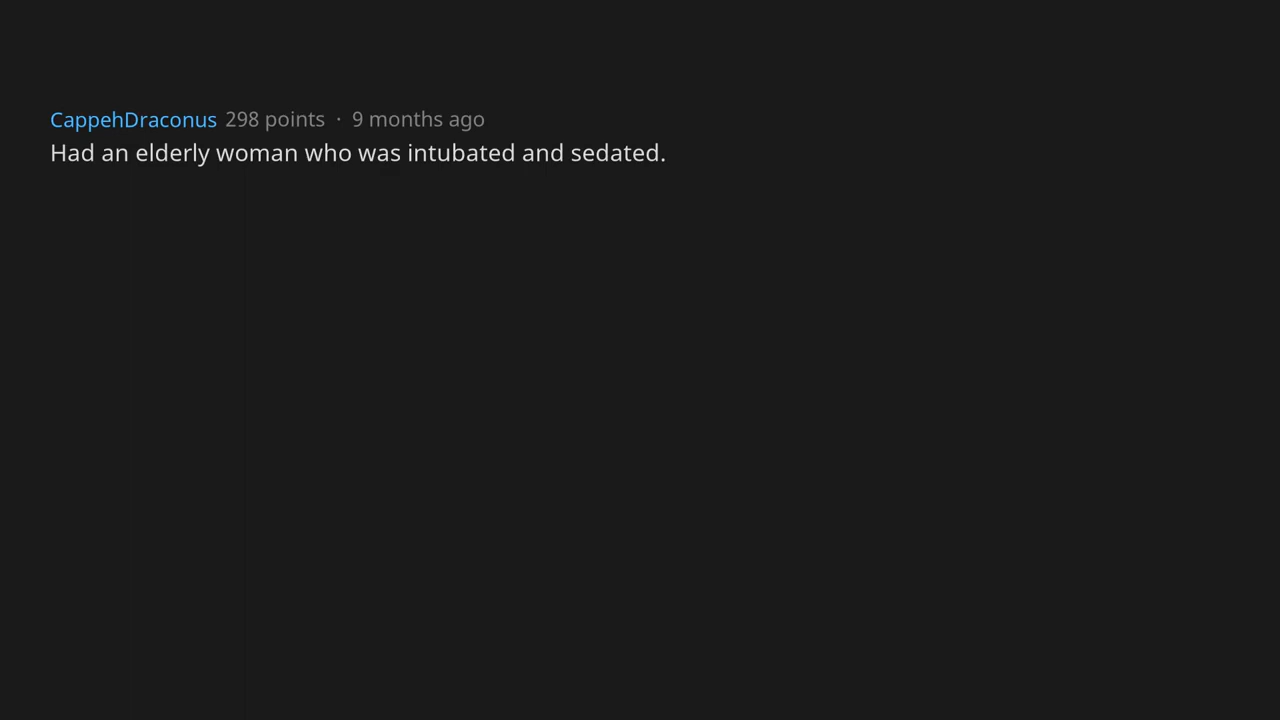 CappehDraconus 298 points · 9 months ago
Had an elderly woman who was intubated and sedated.